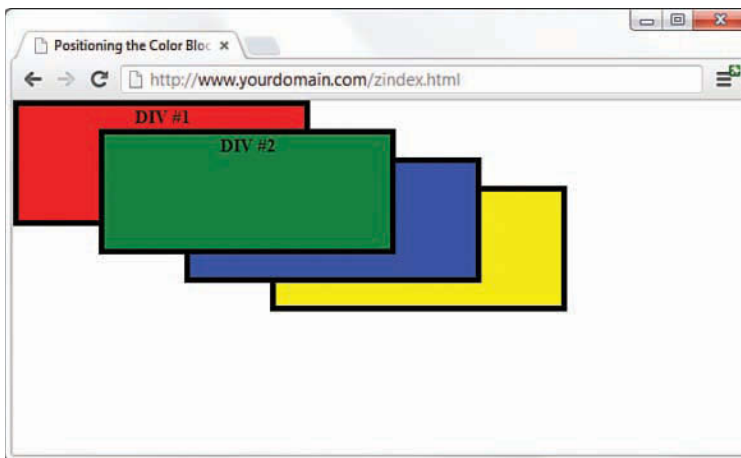 Positioning the Color Bloc
http://www.yourdomain.com/zindex.html
DIV #1
DIV #2